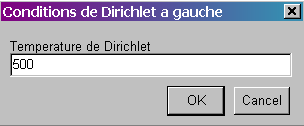 Conditions de Dirichlet a gauche
Temperature de Dirichlet
500
OK Cancel